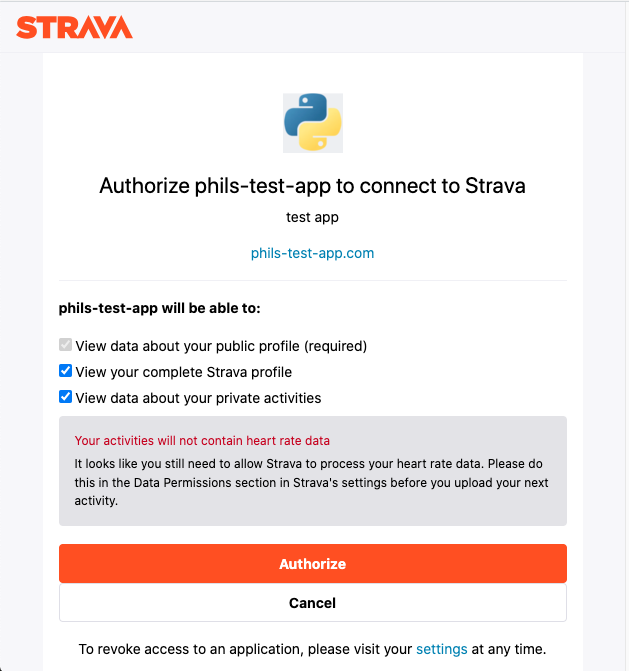 STRAVA
Authorize phils-test-app to connect to Strava
test app
phils-test-app.com
phils-test-app will be able to:
View data about your public profile (required)
View your complete Strava profile
View data about your private activities
Your activities will not contain heart rate data
It looks like you still need to allow Strava to process your heart rate data. Please do
this in the Data Permissions section in Strava's settings before you upload your next
activity.
Authorize
Cancel
To revoke access to an application, please visit your settings at any time.